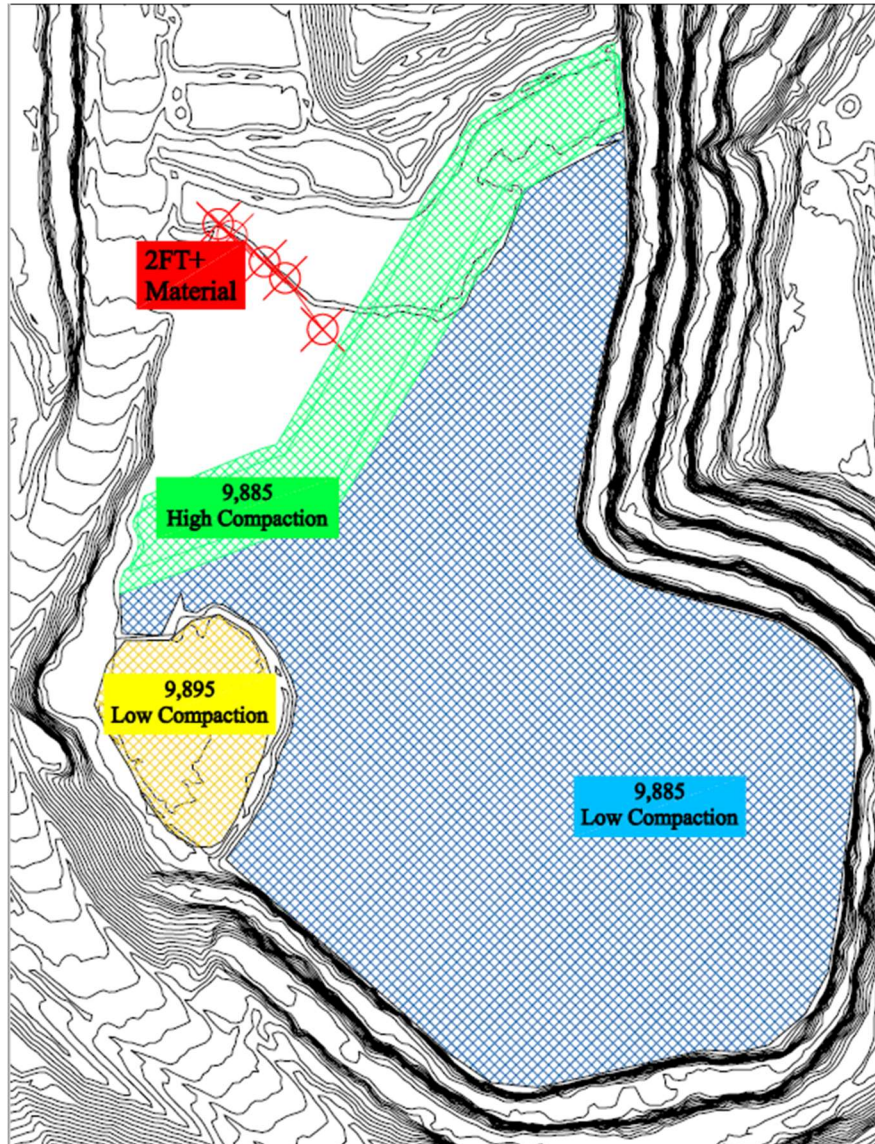 2FT+
Material
9,885
High Compaction
9,895
Low Compaction
9,885
Low Compaction